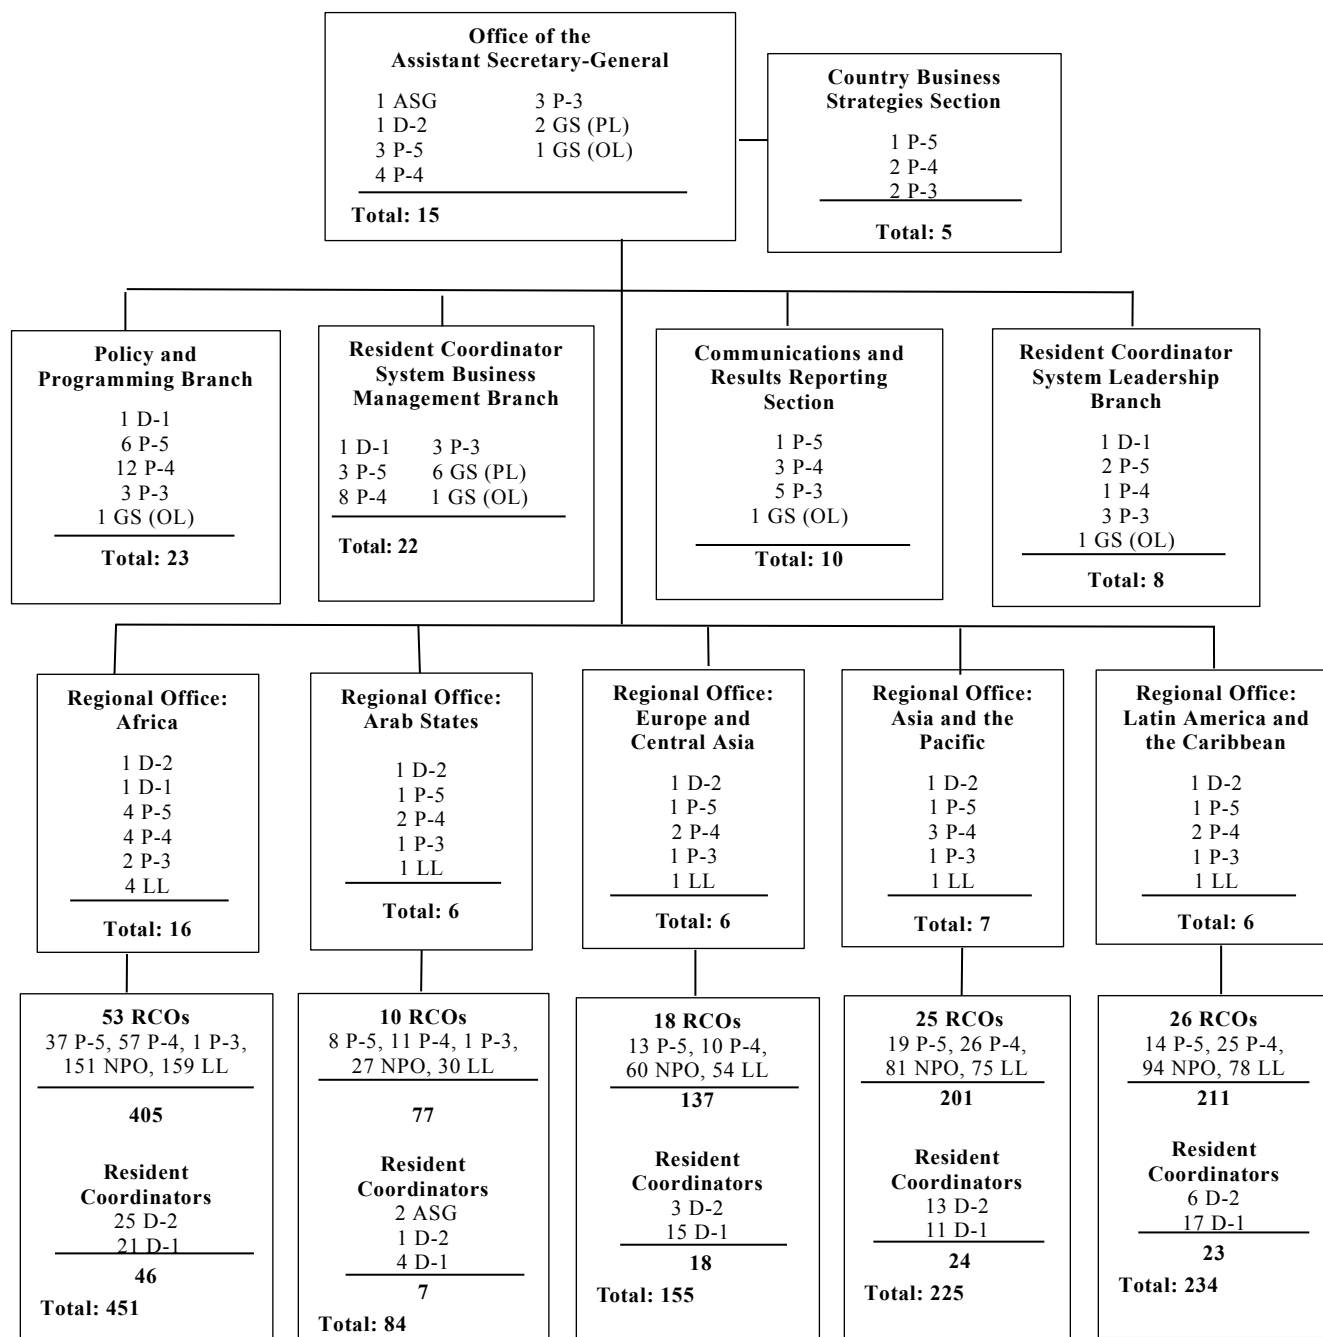 Office of the
Assistant Secretary-General
1 ASG 3 P-3
1 D-2 2 GS (PL)
3 P-5 1 GS (OL)
4 P-4
Total: 15
Country Business
Strategies Section
1 P-5
2 P-4
2 P-3
Total: 5
Policy and
Programming Branch
1 D-1
6 P-5
12 P-4
3 P-3
1 GS (OL)
Total: 23
Resident Coordinator
System Business
Management Branch
1 D-1 3 P-3
3 P-5 6 GS (PL)
8 P-4 1 GS (OL)
Total: 22
Communications and
Results Reporting
Section
1 P-5
3 P-4
5 P-3
1 GS (OL)
Total: 10
Resident Coordinator
System Leadership
Branch
1 D-1
2 P-5
1 P-4
3 P-3
1 GS (OL)
Total: 8
Regional Office:
Africa
1 D-2
1 D-1
4 P-5
4 P-4
2 P-3
4 LL
Total: 16
Regional Office:
Arab States
1 D-2
1 P-5
2 P-4
1 P-3
1 LL
Total: 6
Regional Office:
Europe and
Central Asia
1 D-2
1 P-5
2 P-4
1 P-3
1 LL
Total: 6
Regional Office:
Asia and the
Pacific
1 D-2
1 P-5
3 P-4
1 P-3
1 LL
Total: 7
Regional Office:
Latin America and
the Caribbean
1 D-2
1 P-5
2 P-4
1 P-3
1 LL
Total: 6
53 RCOs
37 P-5, 57 P-4, 1 P-3,
151 NPO, 159 LL
405
Resident
Coordinators
25 D-2
21 D-1
46
Total: 451
10 RCOs
8 P-5, 11 P-4, 1 P-3,
27 NPO, 30 LL
77
Resident
Coordinators
2 ASG
1 D-2
4 D-1
7
Total: 84
18 RCOs
13 P-5, 10 P-4,
60 NPO, 54 LL
137
Resident
Coordinators
3 D-2
15 D-1
18
Total: 155
25 RCOs
19 P-5, 26 P-4,
81 NPO, 75 LL
201
Resident
Coordinators
13 D-2
11 D-1
24
Total: 225
26 RCOs
14 P-5, 25 P-4,
94 NPO, 78 LL
211
Resident
Coordinators
6 D-2
17 D-1
23
Total: 234